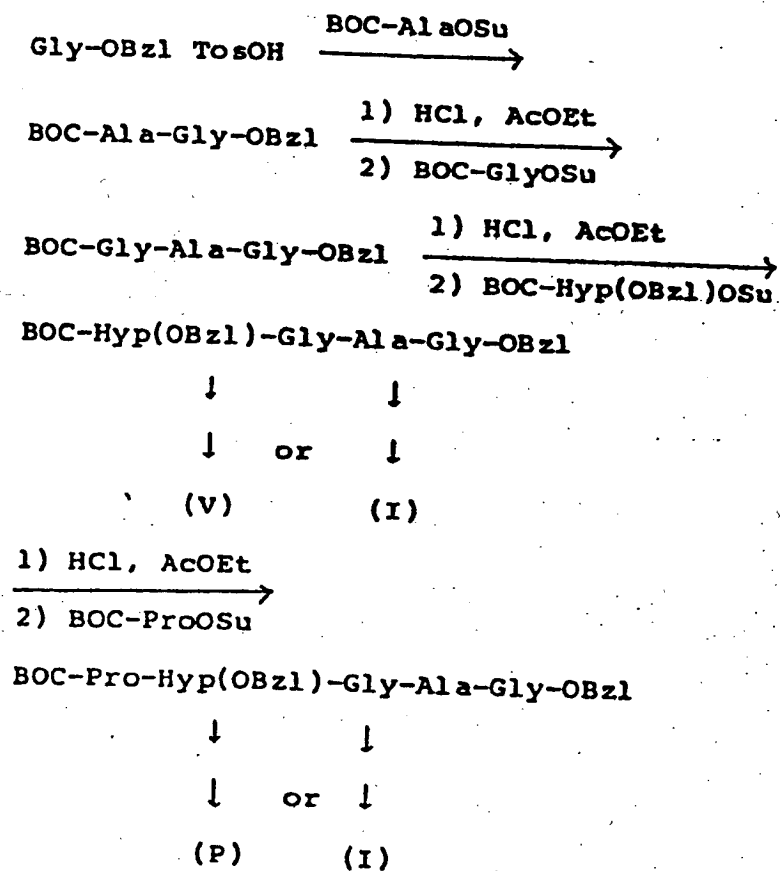 BOC-AlaOSu
Gly-OBzl TosOH
1) HCl, AcOEt
BOC-Ala-Gly-OBzl
2) BOC-GlyOSu
1) HCl, AcOEt
BOC-Gly-Ala-Gly-OBzl
2) BOC-Hyp(OBzl)OSu
BOC-Hyp(OBzl)-Gly-Ala-Gly-OBzl
↓ ↓
↓ or ↓
(V) (I)
1) HCl, AcOEt
2) BOC-ProOSu
BOC-Pro-Hyp(OBzl)-Gly-Ala-Gly-OBzl
↓ ↓
↓ or ↓
(P) (I)